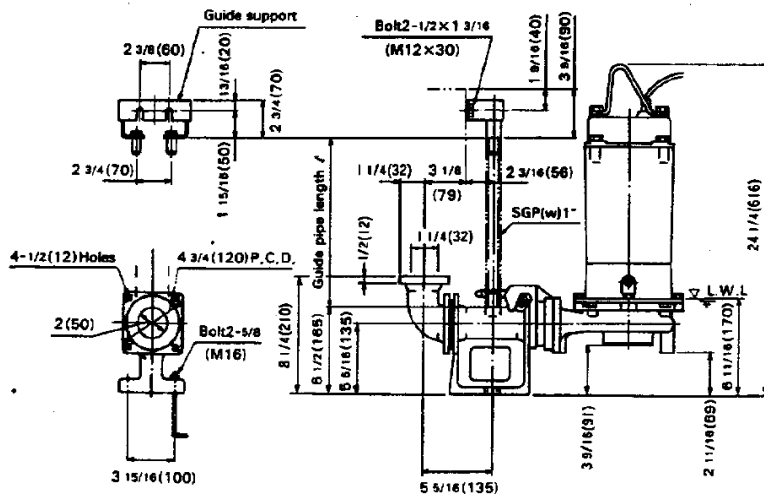 Guide support
2 3/8(60)
13/16(20)
2 3/4(70)
1 15/16(50)
2 3/4(70)
Bolt2-1/2×1 3/16
(M12×30)
1 9/16(40)
3 9/16(90)
Guide pipe length ℓ
1 1/4(32)
3 1/8
(79)
2 3/16(56)
SGP(w)1"
1/2(12)
1 1/4(32)
24 1/4(616)
4-1/2(12)Holes
4 3/4(120)P.C.D.
2(50)
Bolt2-5/8
(M16)
3 15/16(100)
8 1/4(210)
6 1/2(165)
5 5/16(135)
5 5/16(135)
L.W.L
3 9/16(91)
2 11/16(69)
6 11/16(170)